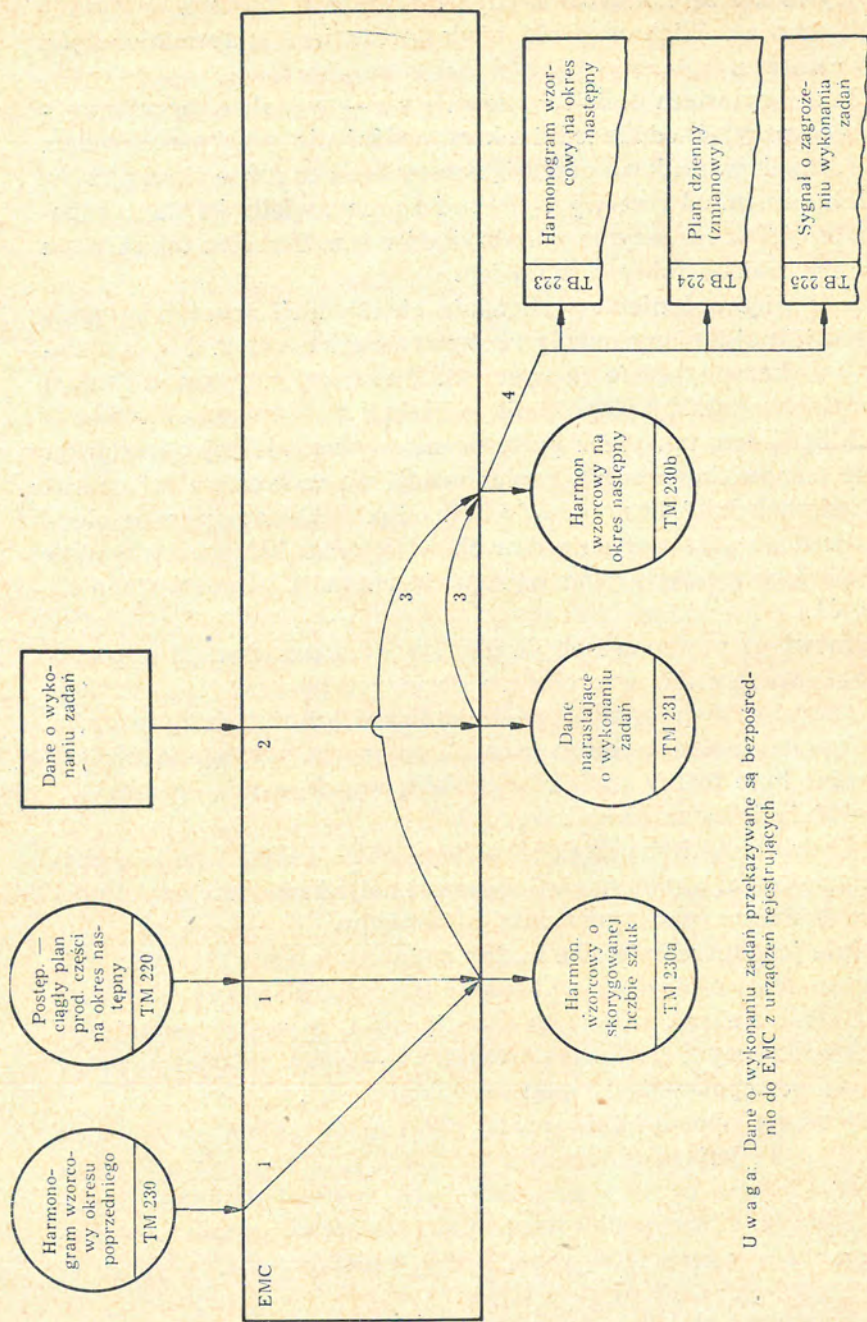 Harmono-
gram wzorco-
wy okresu
poprzedniego
TM 230
Postęp. —
ciągły plan
prod. części
na okres nas-
tępny
TM 220
Dane o wyko-
naniu zadań
EMC
1
1
2
3
3
4
Harmon.
wzorcowy o
skorygowanej
liczbie sztuk
TM 230a
Dane
narastające
o wykonaniu
zadań
TM 231
Harmon.
wzorcowy na
okres następny
TM 230b
TB 223
Harmonogram wzor-
cowy na okres
następny
TB 224
Plan dzienny
(zmianowy)
TB 225
Sygnał o zagroże-
niu wykonania
zadań
Uwaga: Dane o wykonaniu zadań przekazywane są bezpośred-
nio do EMC z urządzeń rejestrujących